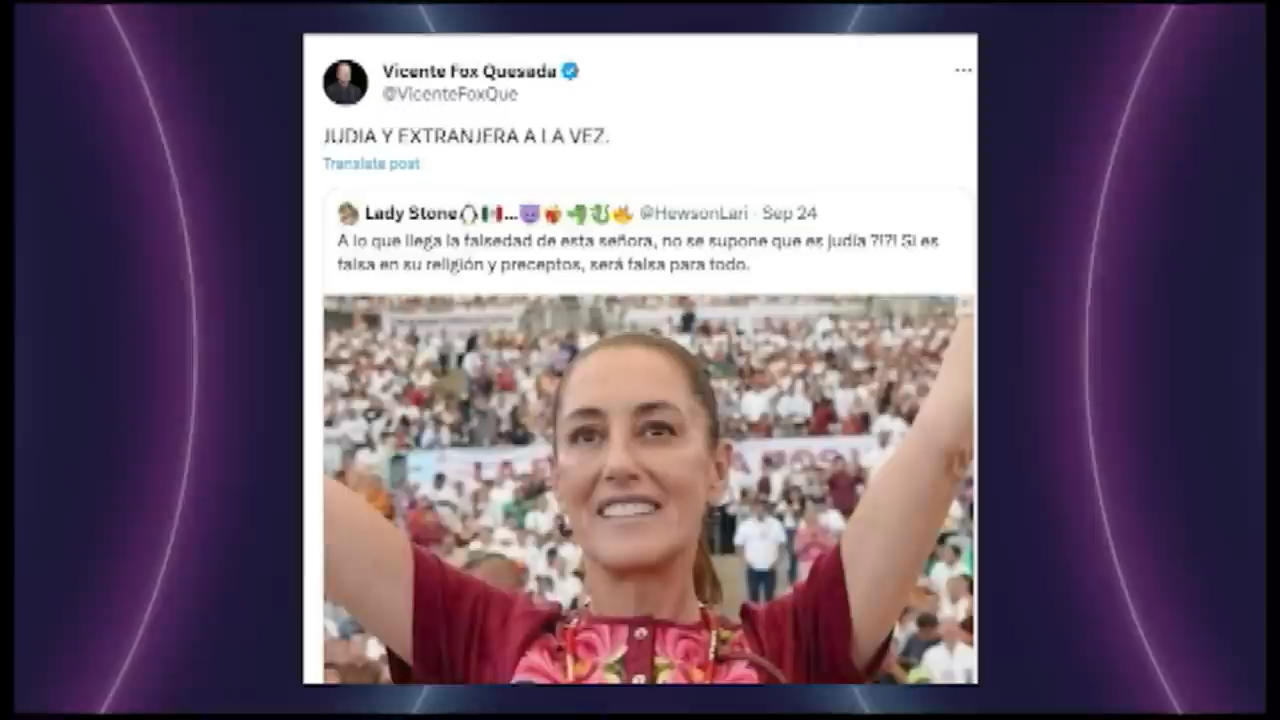 Vicente Fox Quesada
@VicenteFoxQue
JUDIA Y EXTRANJERA A LA VEZ.
Translate post
Lady Stone ... @HewsonLari · Sep 24
A lo que llega la falsedad de esta señora, no se supone que es judía ?!?! Si es
falsa en su religión y preceptos, será falsa para todo.